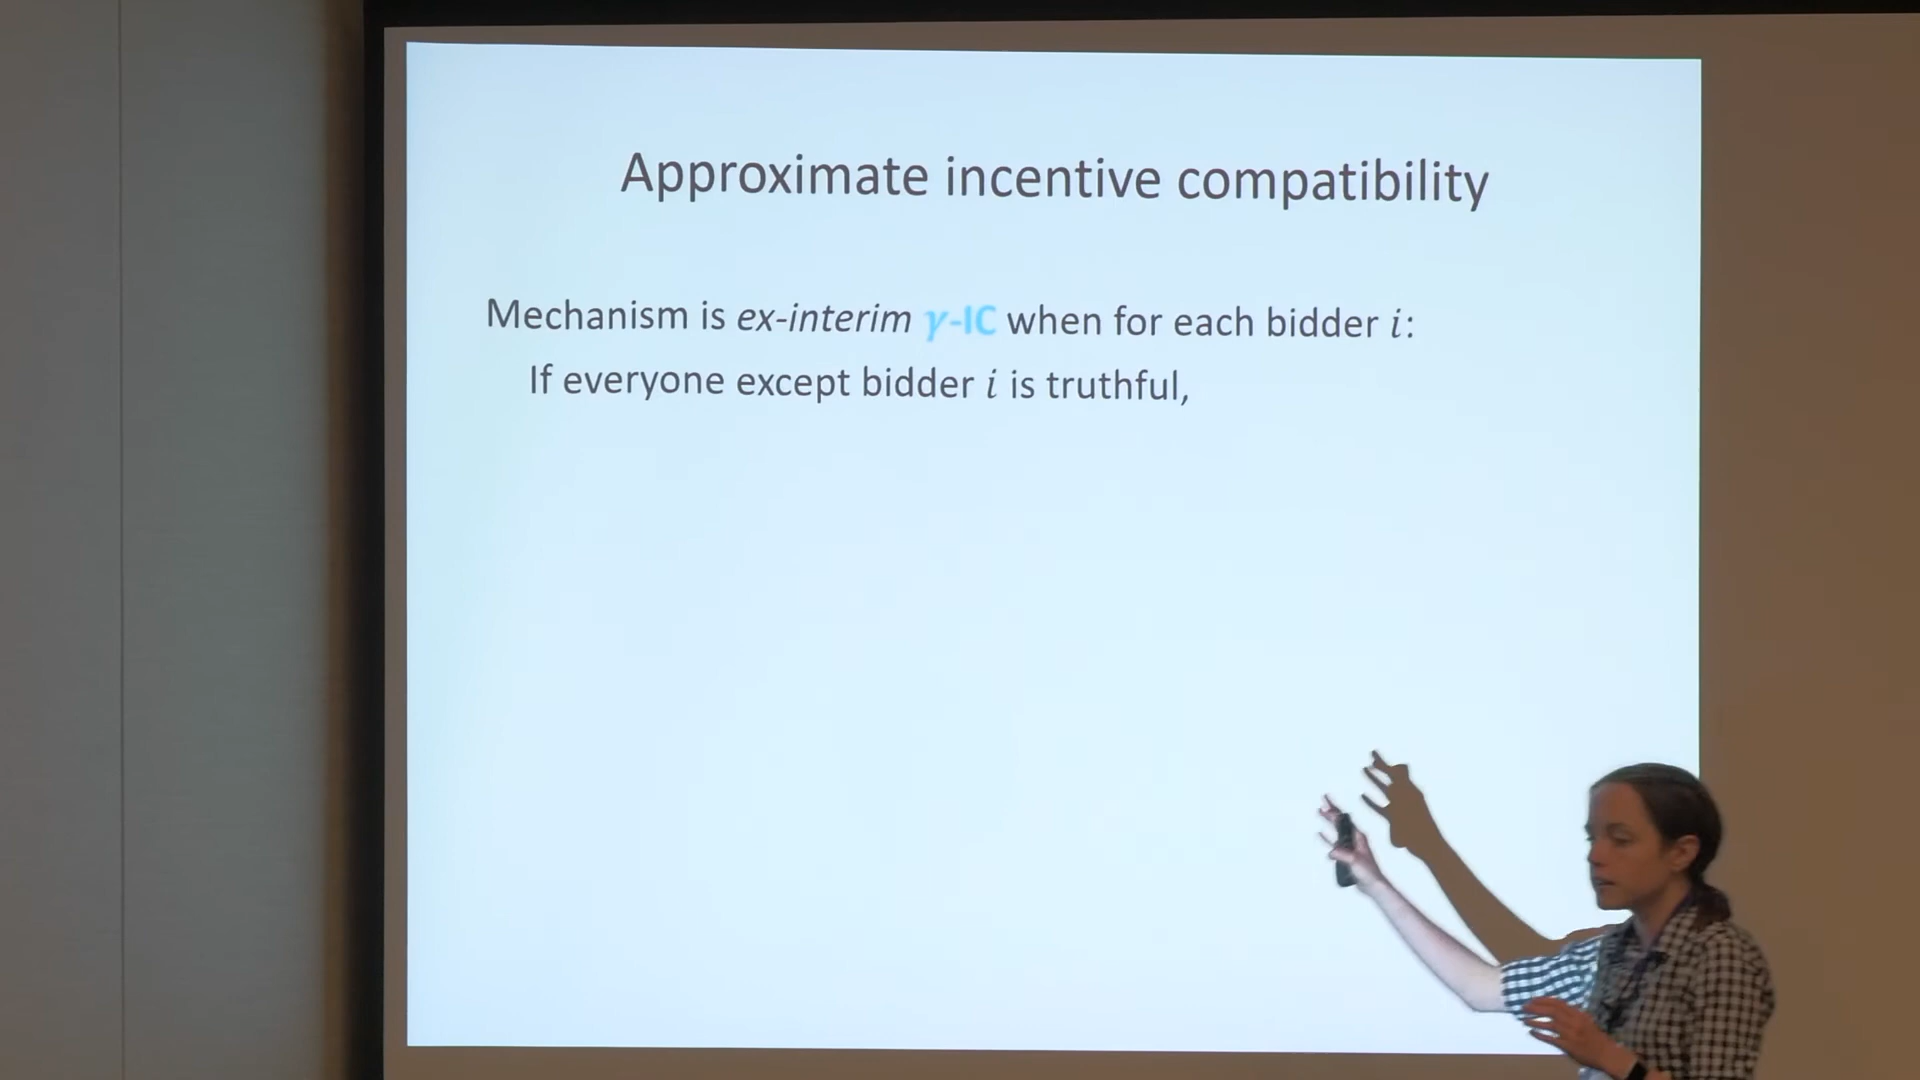 Approximate incentive compatibility
Mechanism is ex-interim γ-IC when for each bidder i:
If everyone except bidder i is truthful,